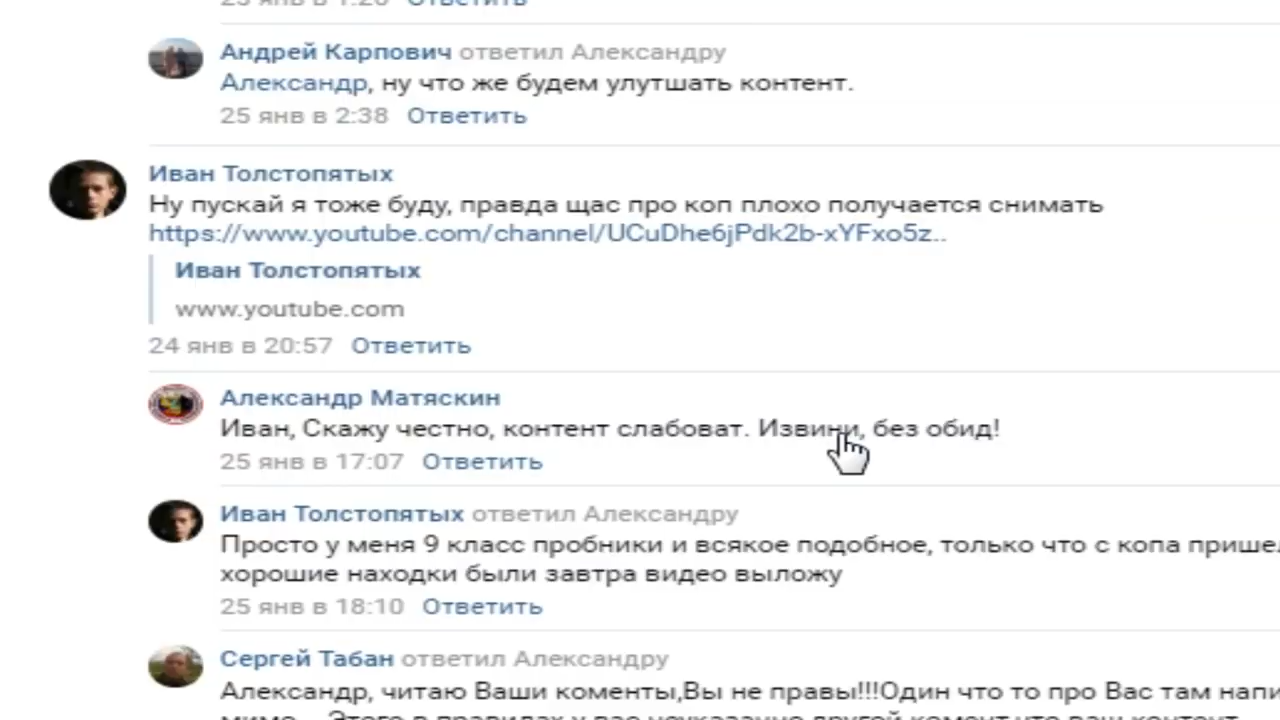 25 янв в 1:20 Ответить
Андрей Карпович ответил Александру
Александр, ну что же будем улутшать контент.
25 янв в 2:38 Ответить
Иван Толстопятых
Ну пускай я тоже буду, правда щас про коп плохо получается снимать
https://www.youtube.com/channel/UCuDhe6jPdk2b-xYFxo5z..
Иван Толстопятых
www.youtube.com
24 янв в 20:57 Ответить
Александр Матяскин
Иван, Скажу честно, контент слабоват. Извини, без обид!
25 янв в 17:07 Ответить
Иван Толстопятых ответил Александру
Просто у меня 9 класс пробники и всякое подобное, только что с копа
хорошие находки были завтра видео выложу
25 янв в 18:10 Ответить
Сергей Табан ответил Александру
Александр, читаю Ваши коменты,Вы не правы!!!Один что то про Вас там